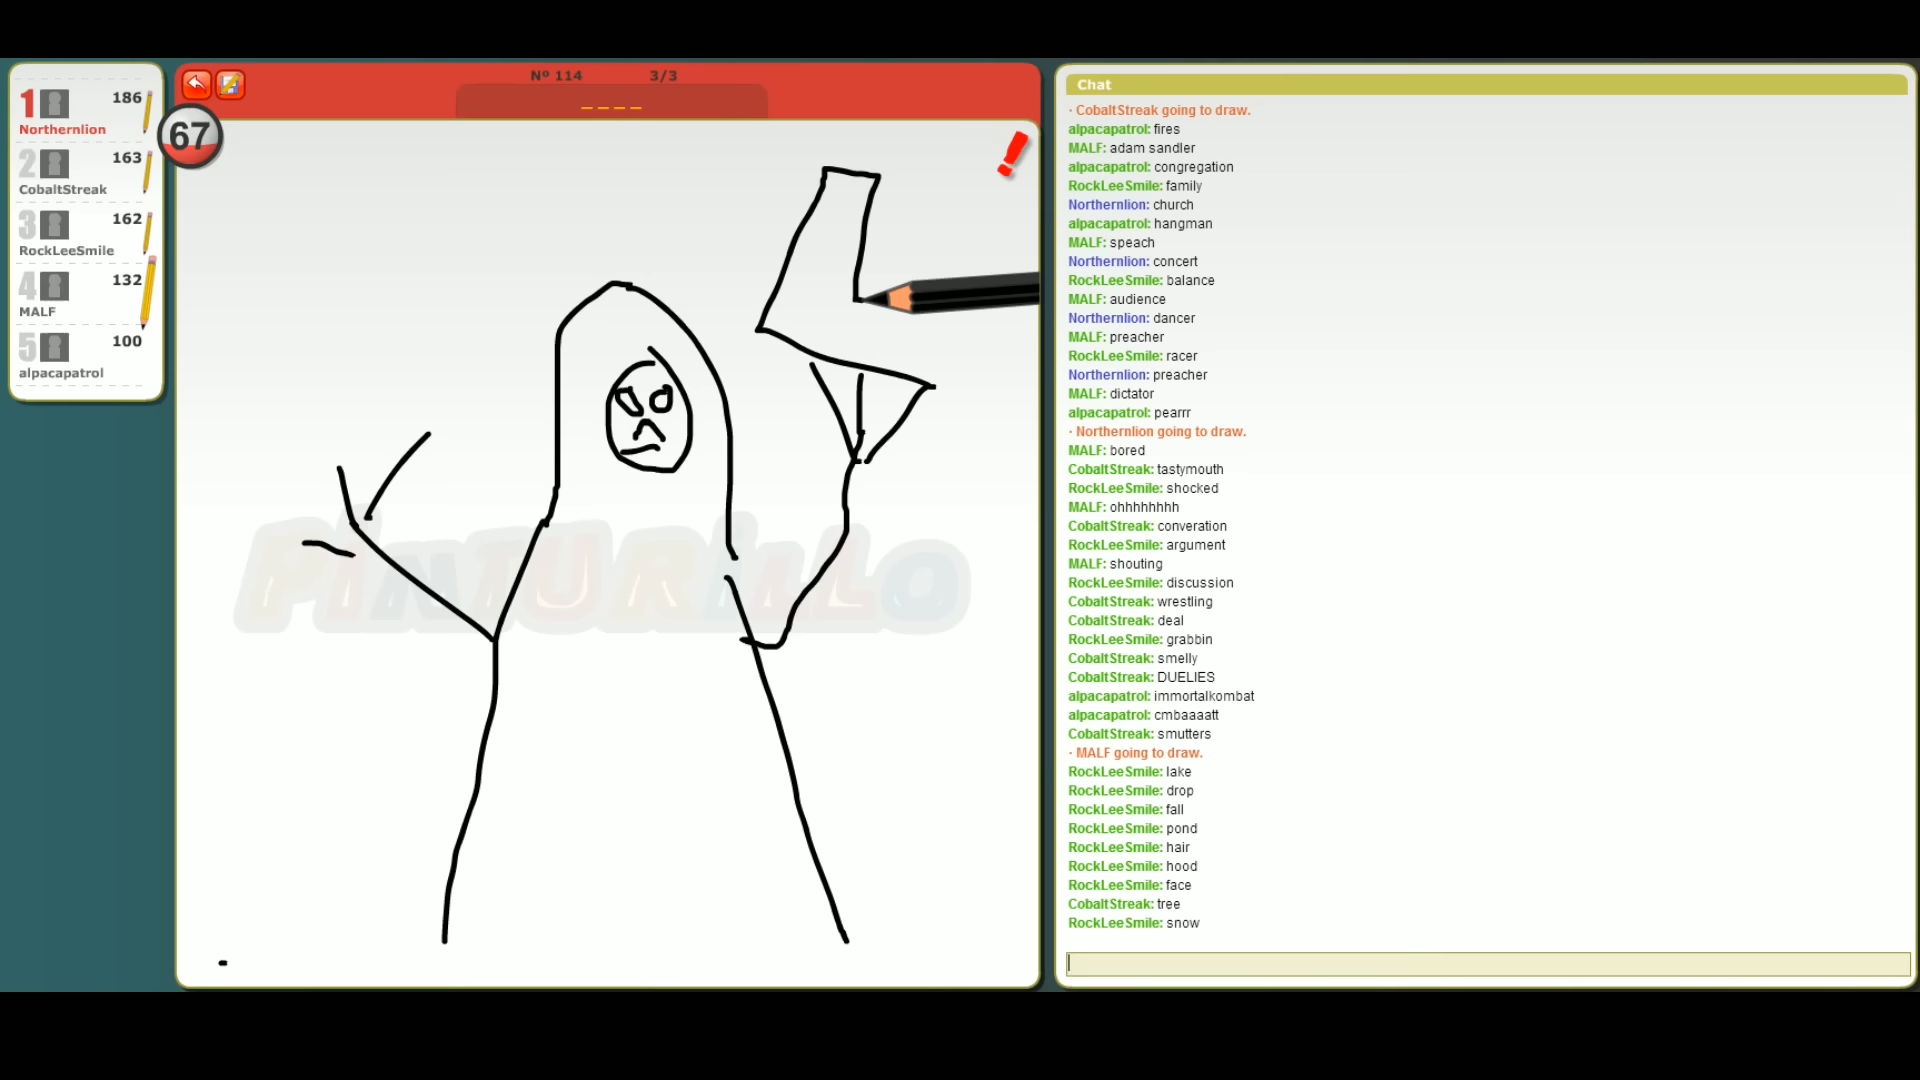 Nº 114 3/3
_ _ _ _
67
1 186
Northernlion
2 163
CobaltStreak
3 162
RockLeeSmile
4 132
MALF
5 100
alpacapatrol
PINTURILLO
Chat
· CobaltStreak going to draw.
alpacapatrol: fires
MALF: adam sandler
alpacapatrol: congregation
RockLeeSmile: family
Northernlion: church
alpacapatrol: hangman
MALF: speach
Northernlion: concert
RockLeeSmile: balance
MALF: audience
Northernlion: dancer
MALF: preacher
RockLeeSmile: racer
Northernlion: preacher
MALF: dictator
alpacapatrol: pearrr
· Northernlion going to draw.
MALF: bored
CobaltStreak: tastymouth
RockLeeSmile: shocked
MALF: ohhhhhhhh
CobaltStreak: converation
RockLeeSmile: argument
MALF: shouting
RockLeeSmile: discussion
CobaltStreak: wrestling
CobaltStreak: deal
RockLeeSmile: grabbin
CobaltStreak: smelly
CobaltStreak: DUELIES
alpacapatrol: immortalkombat
alpacapatrol: cmbaaaatt
CobaltStreak: smutters
· MALF going to draw.
RockLeeSmile: lake
RockLeeSmile: drop
RockLeeSmile: fall
RockLeeSmile: pond
RockLeeSmile: hair
RockLeeSmile: hood
RockLeeSmile: face
CobaltStreak: tree
RockLeeSmile: snow